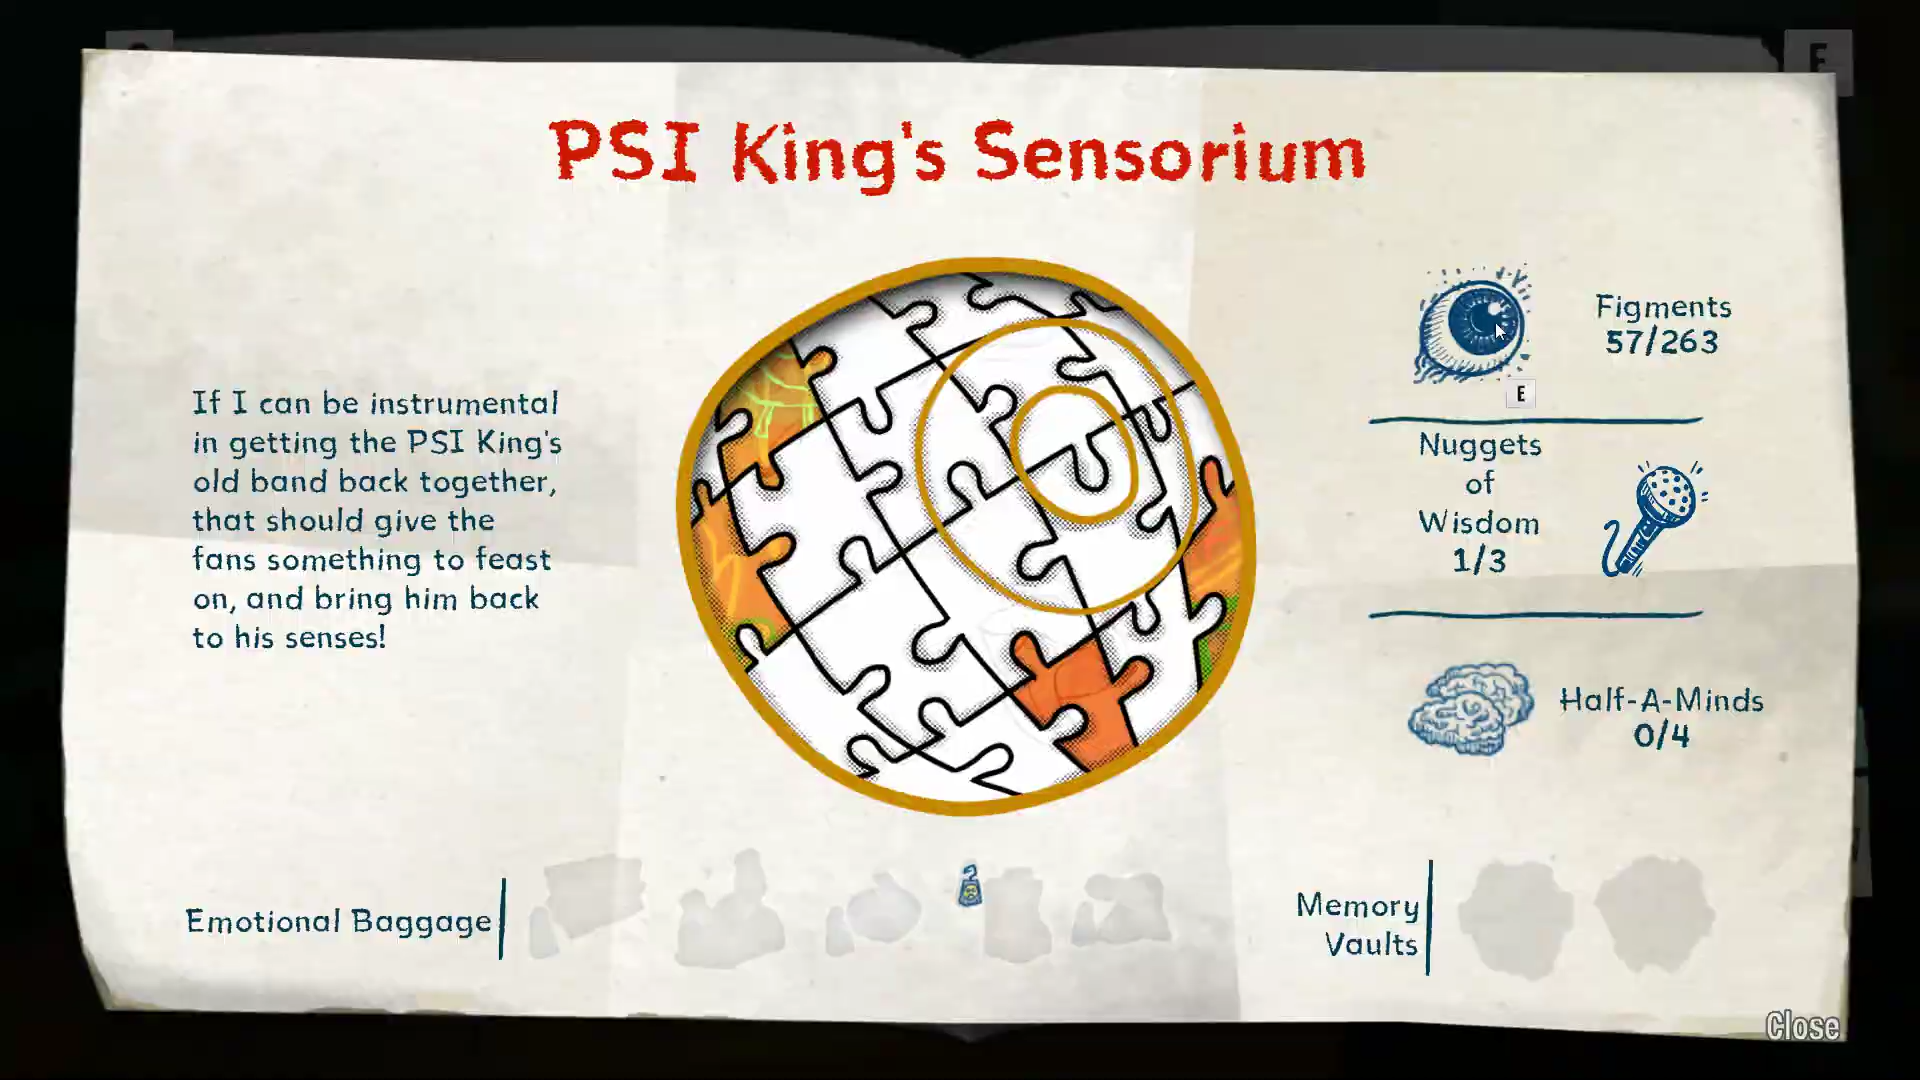 E
PSI King's Sensorium
If I can be instrumental
in getting the PSI King's
old band back together,
that should give the
fans something to feast
on, and bring him back
to his senses!
Figments
57/263
E
Nuggets
of
Wisdom
1/3
Half-A-Minds
0/4
Emotional Baggage
Memory
Vaults
Close